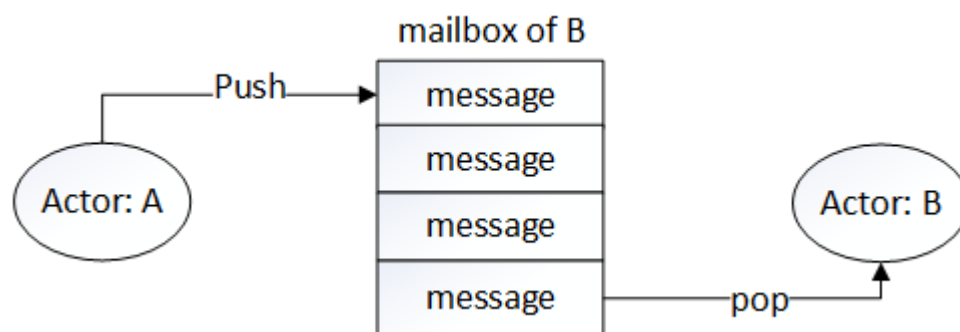 mailbox of B
Push
message
message
Actor: A
Actor: B
message
message
pop